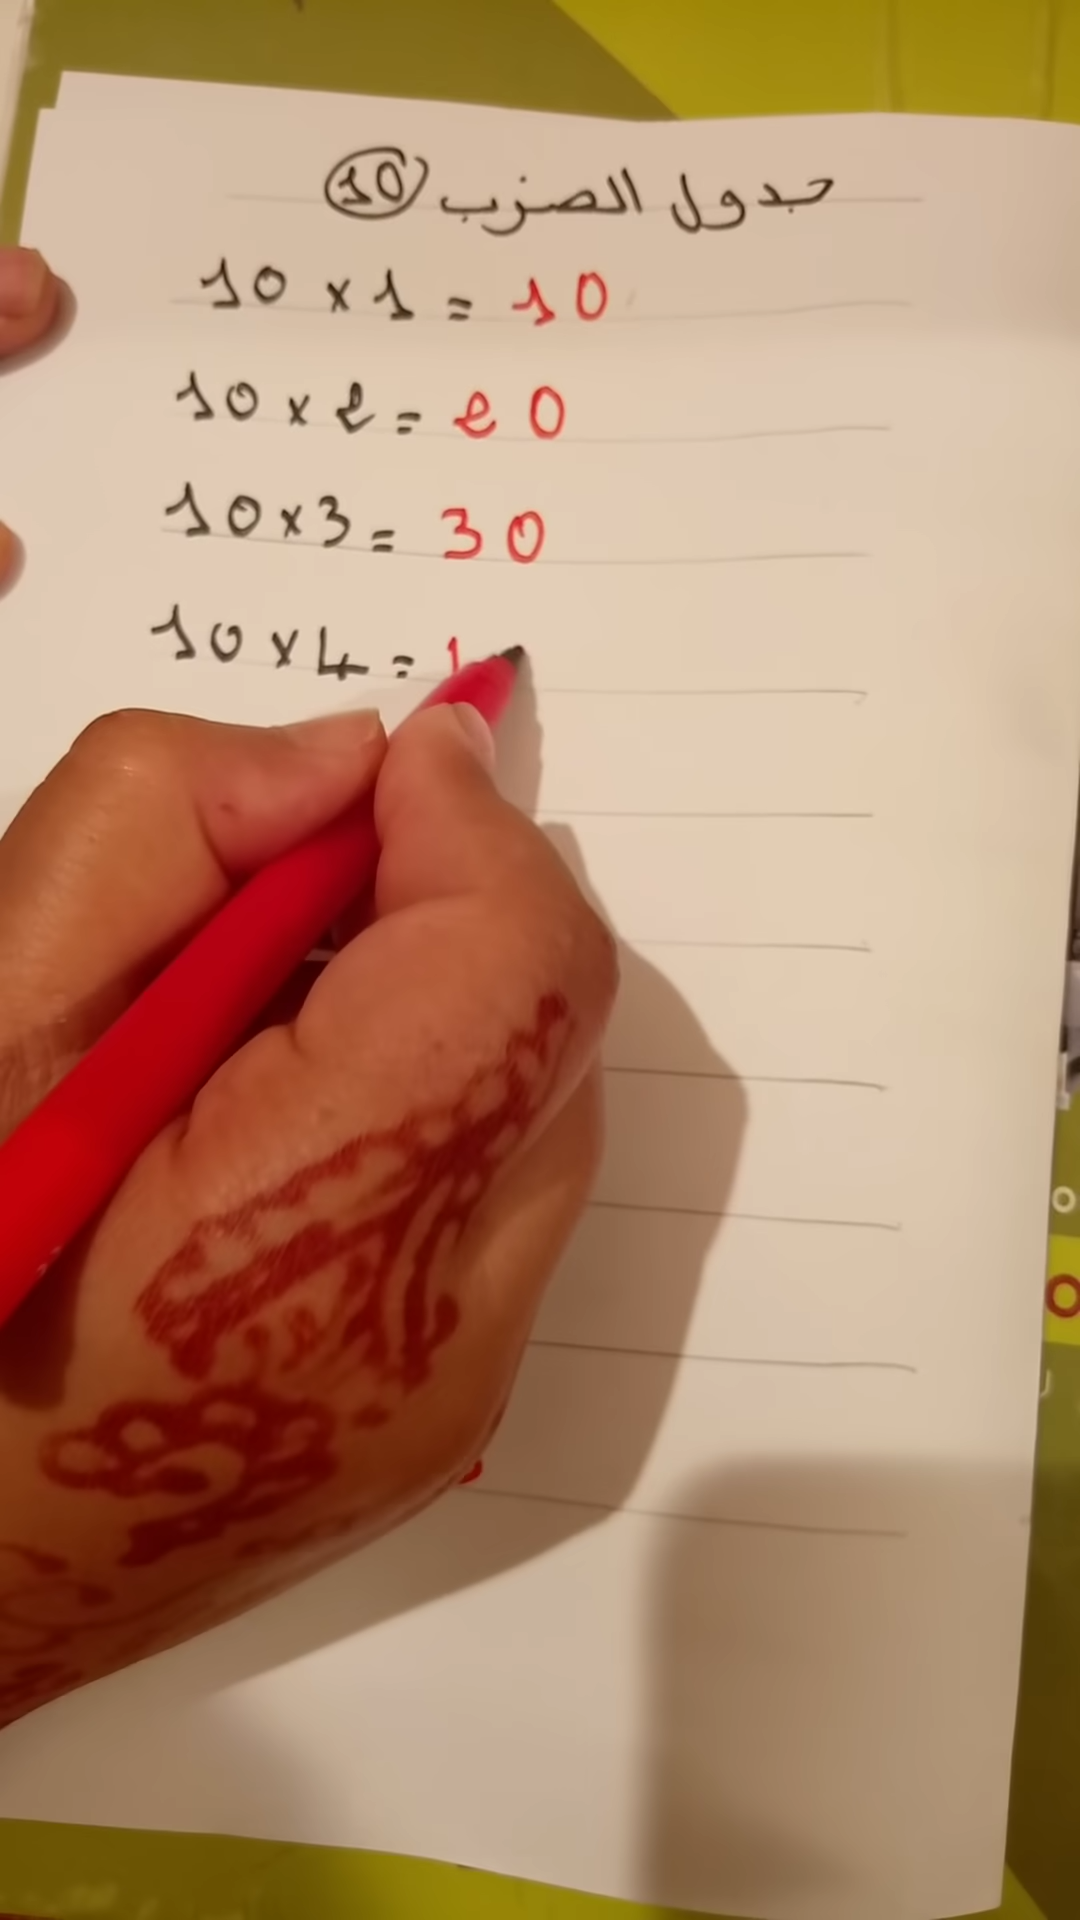 جدول الضرب 10
10 × 1 = 10
10 × 2 = 20
10 × 3 = 30
10 × 4 =